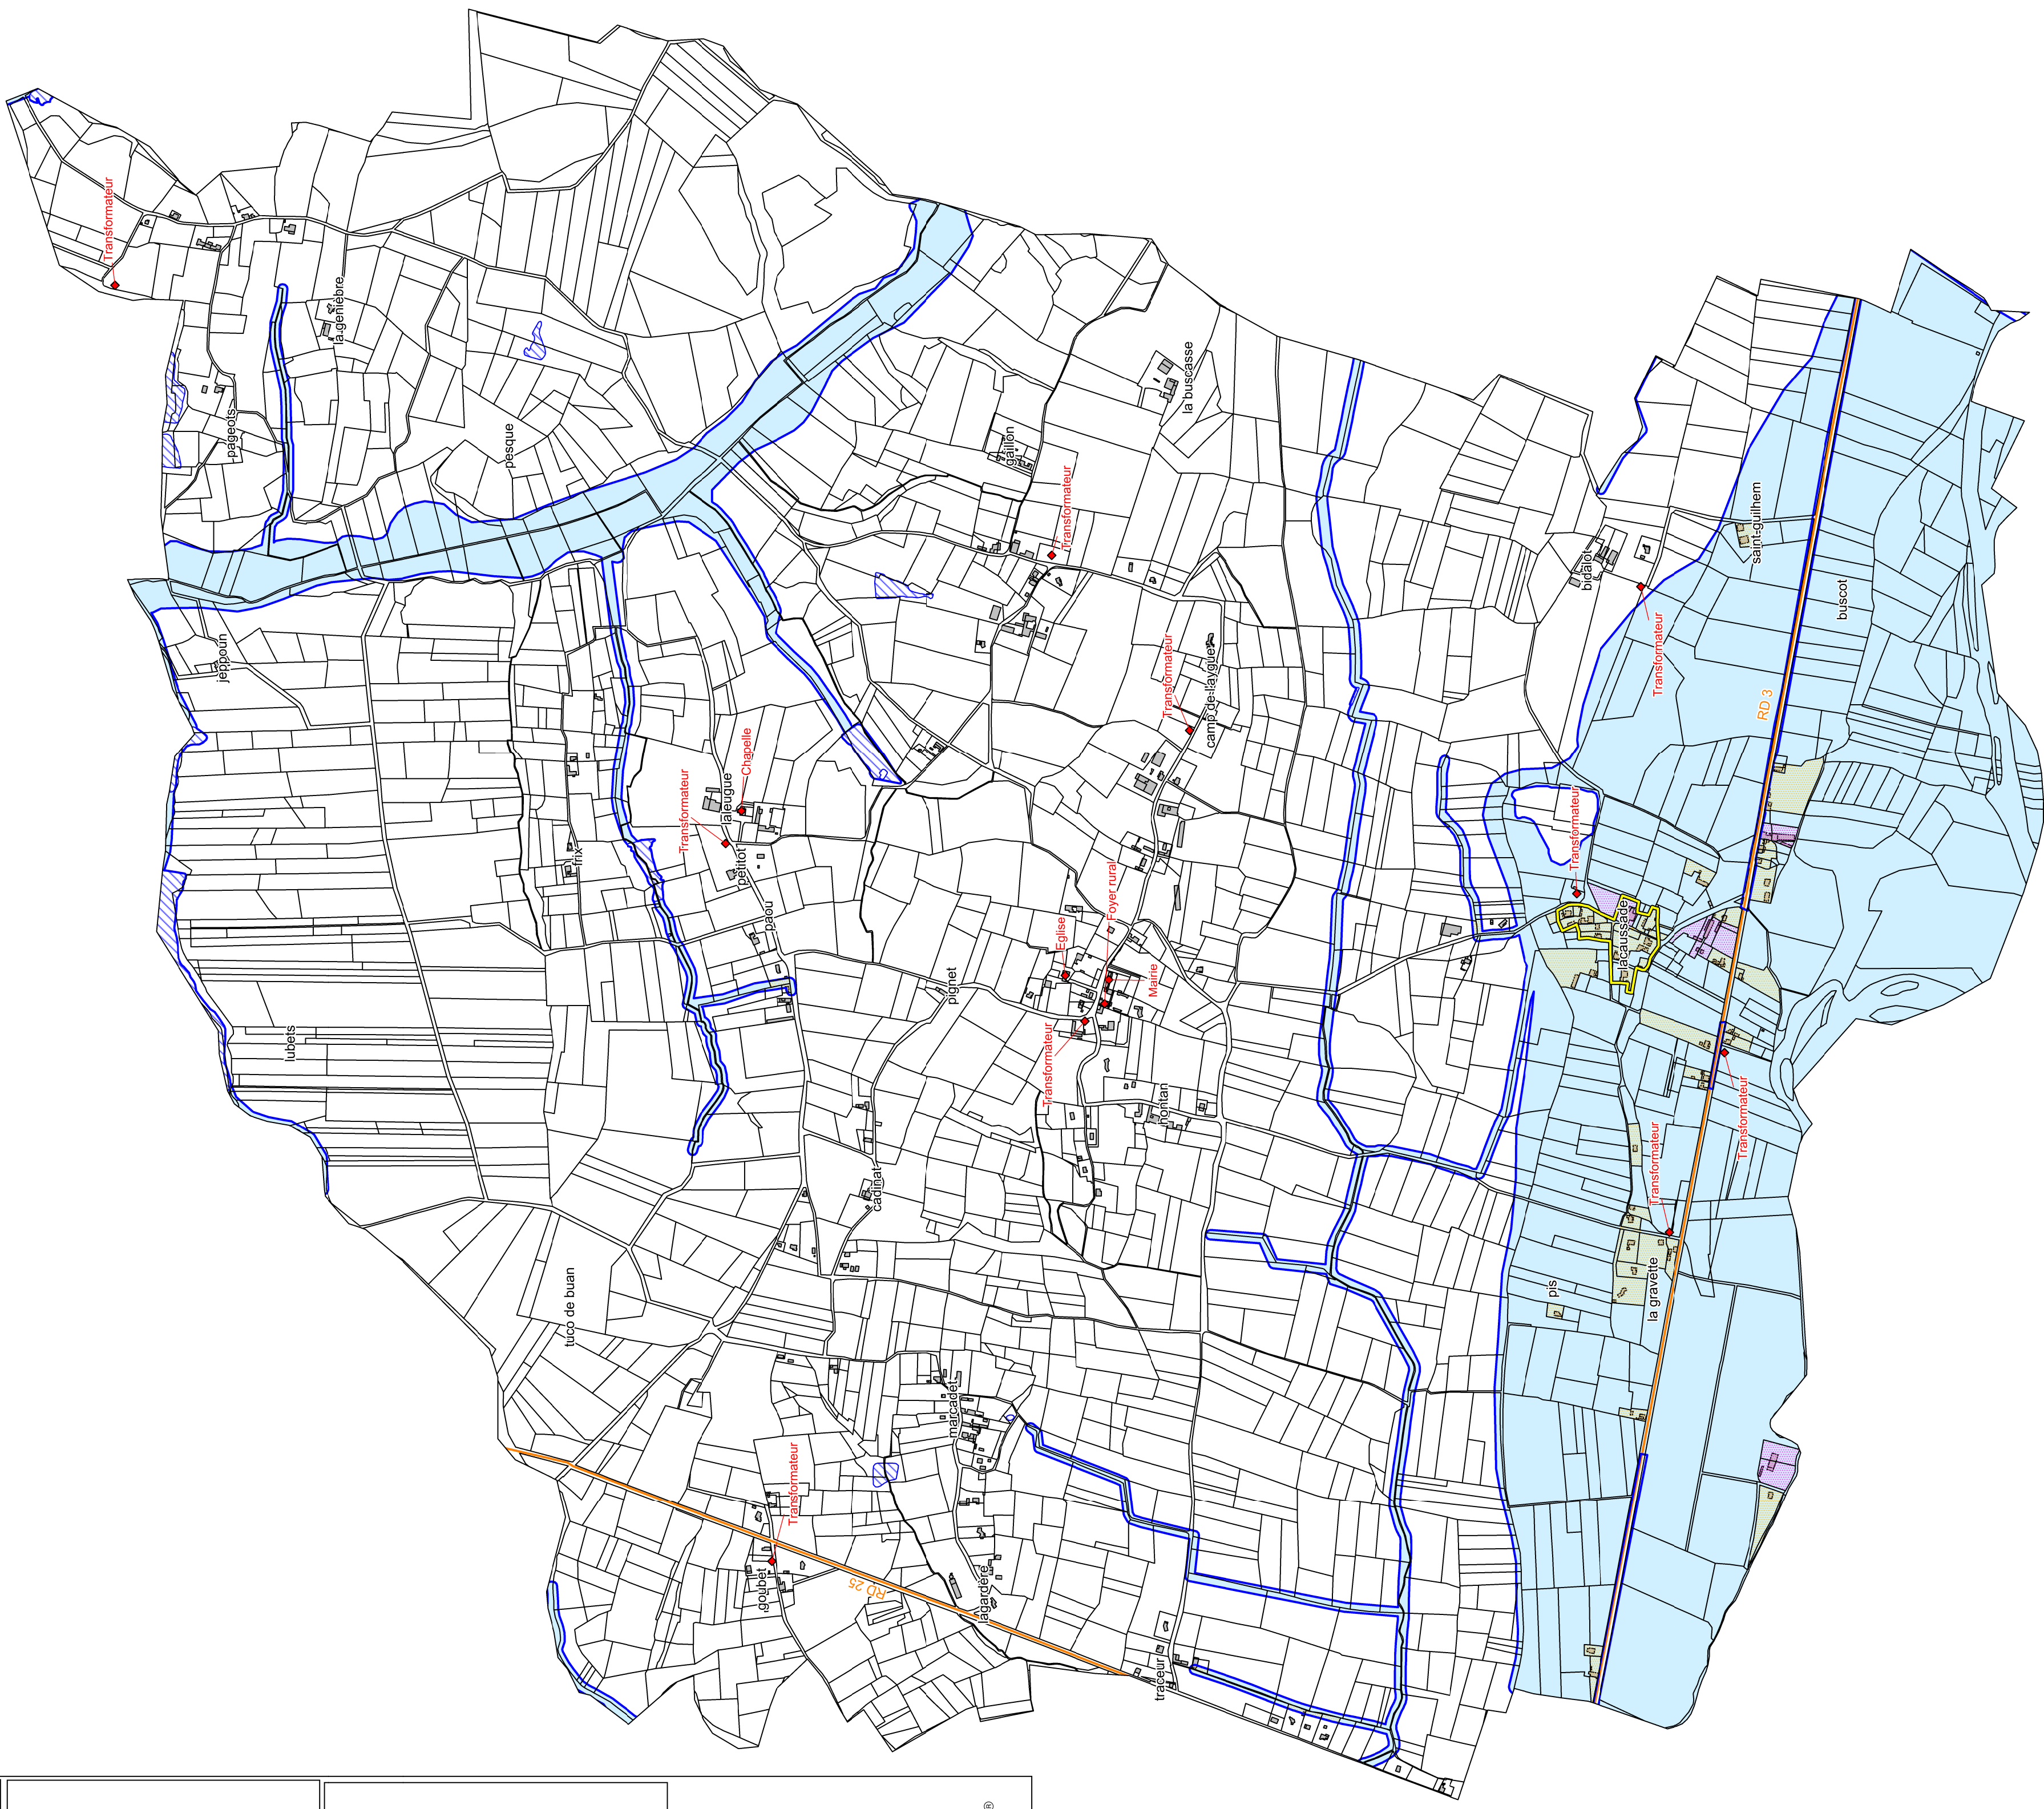 Transformateur
la genièbre
pageots
pesque
jeppoun
lubets
gaillon
Transformateur
la buscasse
frix
Transformateur
laleugue
Chapelle
petitot
paou
Transformateur
camp de laygue
pignet
Eglise
Foyer rural
Mairie
Transformateur
nontan
cadinat
tuco de buan
marcadet
Transformateur
goubet
RD 25
lagardère
traceur
bidalot
Transformateur
saint-guilhem
buscot
RD 3
Transformateur
lacaussade
Transformateur
Transformateur
pis
la gravette
®